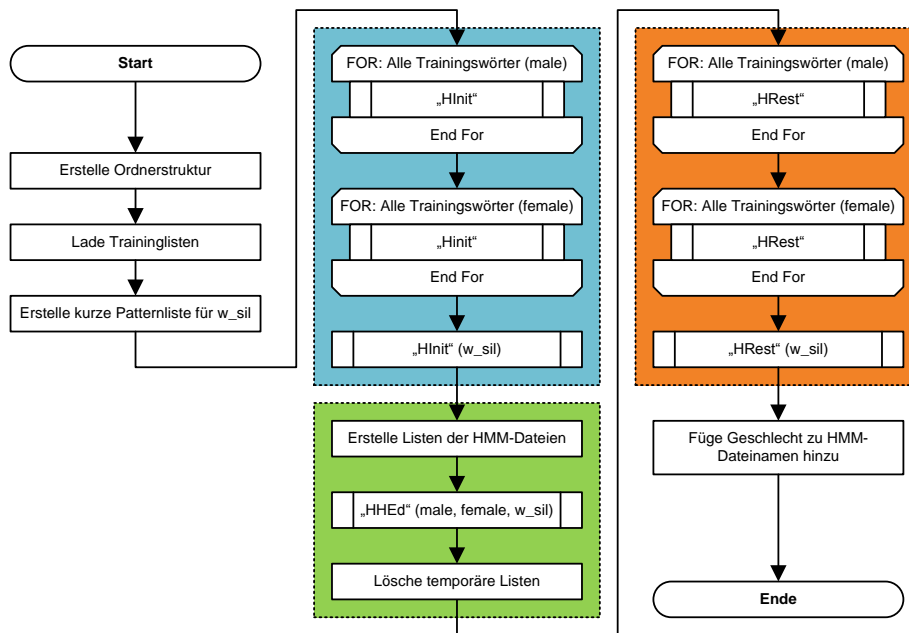 Start
Erstelle Ordnerstruktur
Lade Traininglisten
Erstelle kurze Patternliste für w_sil
FOR: Alle Trainingswörter (male)
„HInit“
End For
FOR: Alle Trainingswörter (female)
„Hinit“
End For
„HInit“ (w_sil)
Erstelle Listen der HMM-Dateien
„HHEd“ (male, female, w_sil)
Lösche temporäre Listen
FOR: Alle Trainingswörter (male)
„HRest“
End For
FOR: Alle Trainingswörter (female)
„HRest“
End For
„HRest“ (w_sil)
Füge Geschlecht zu HMM-
Dateinamen hinzu
Ende